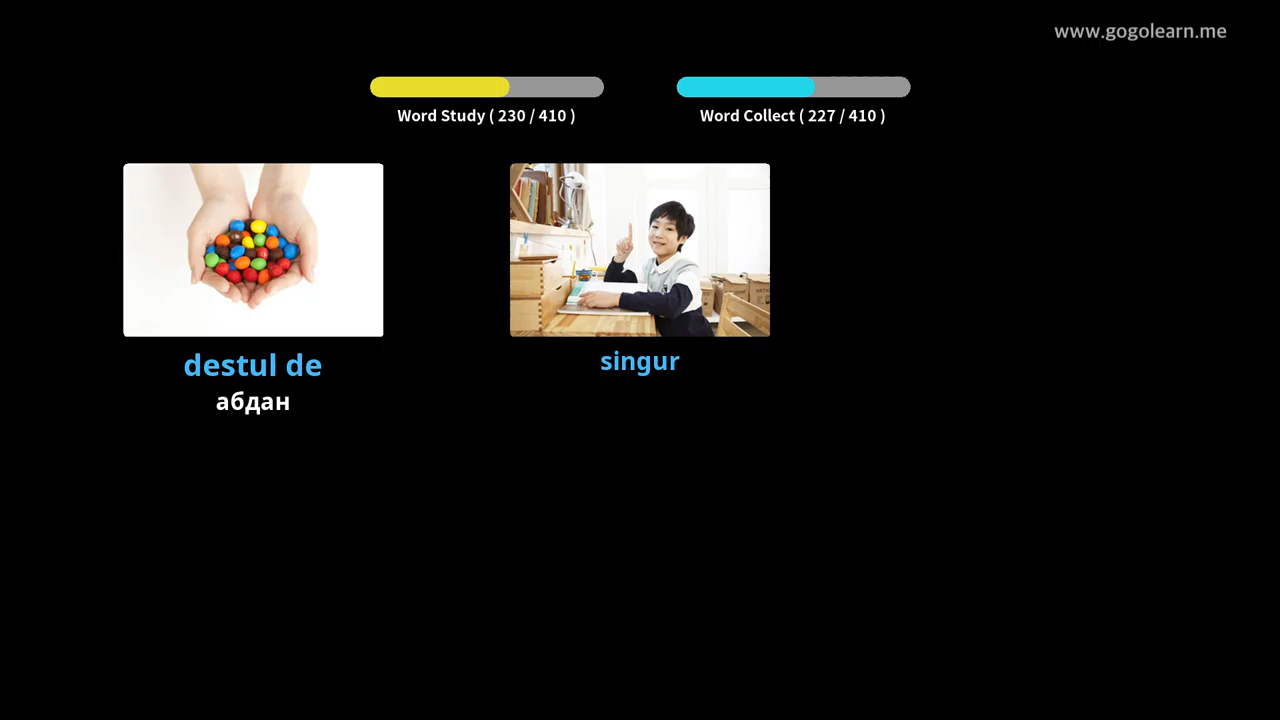 www.gogolearn.me
Word Study ( 230 / 410 )
Word Collect ( 227 / 410 )
destul de
абдан
singur